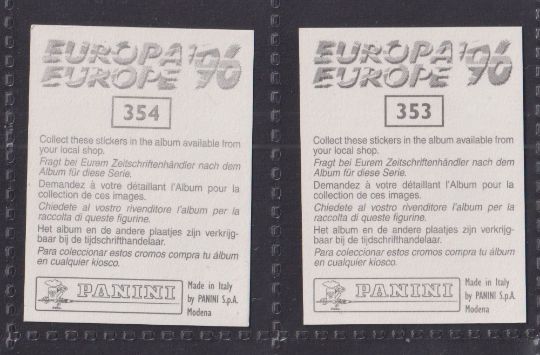 EUROPA '96
EUROPE
354
Collect these stickers in the album available from
your local shop.
Fragt bei Eurem Zeitschriftenhändler nach dem
Album für diese Serie.
Demandez à votre détaillant l'Album pour la
collection de ces images.
Chiedete al vostro rivenditore l'album per la
raccolta di queste figurine.
Het album en de andere plaatjes zijn verkrijg-
baar bij de tijdschrifthandelaar.
Para coleccionar estos cromos compra tu álbum
en cualquier kiosco.
PANINI
Made in Italy
by PANINI S.p.A.
Modena
EUROPA '96
EUROPE
353
Collect these stickers in the album available from
your local shop.
Fragt bei Eurem Zeitschriftenhändler nach dem
Album für diese Serie.
Demandez à votre détaillant l'Album pour la
collection de ces images.
Chiedete al vostro rivenditore l'album per la
raccolta di queste figurine.
Het album en de andere plaatjes zijn verkrijg-
baar bij de tijdschrifthandelaar.
Para coleccionar estos cromos compra tu álbum
en cualquier kiosco.
PANINI
Made in Italy
by PANINI S.p.A.
Modena